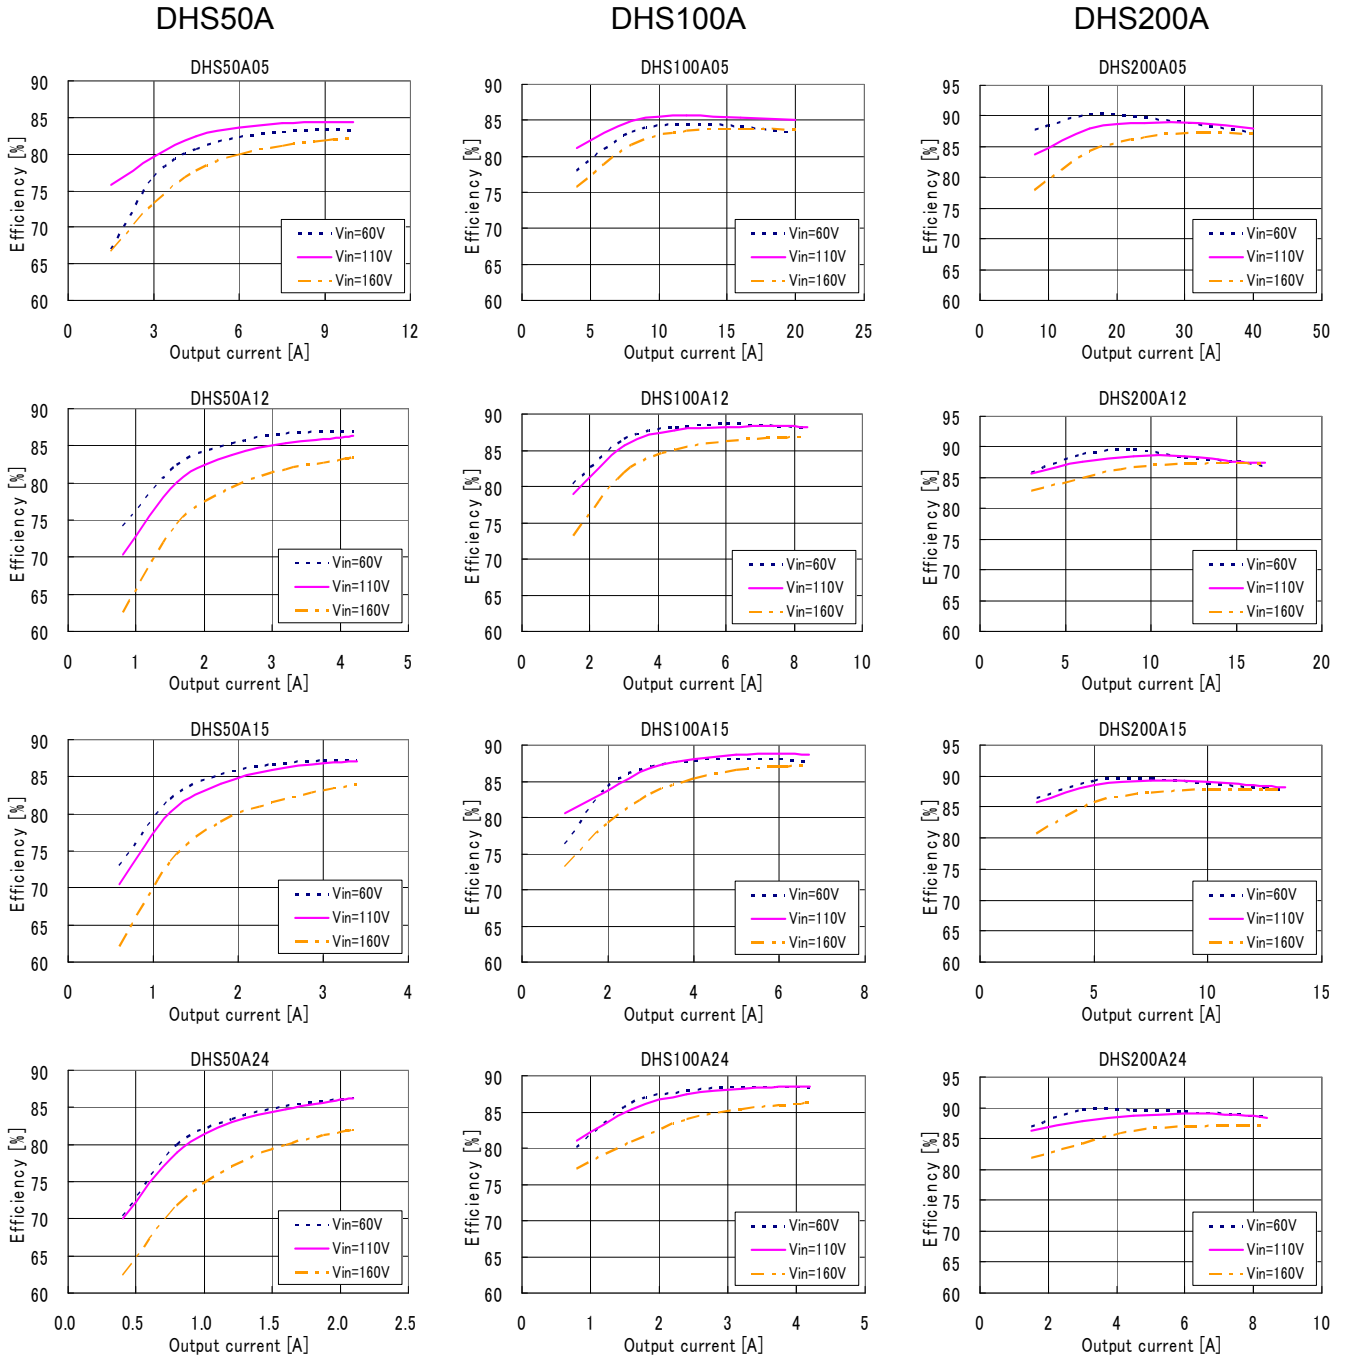 DHS50A DHS100A DHS200A
DHS50A05
Efficiency [%]
90
85
80
75
70
65
60
0 3 6 9 12
Output current [A]
Vin=60V
Vin=110V
Vin=160V
DHS100A05
Efficiency [%]
90
85
80
75
70
65
60
0 5 10 15 20 25
Output current [A]
Vin=60V
Vin=110V
Vin=160V
DHS200A05
Efficiency [%]
95
90
85
80
75
70
65
60
0 10 20 30 40 50
Output current [A]
Vin=60V
Vin=110V
Vin=160V
DHS50A12
Efficiency [%]
90
85
80
75
70
65
60
0 1 2 3 4 5
Output current [A]
Vin=60V
Vin=110V
Vin=160V
DHS100A12
Efficiency [%]
90
85
80
75
70
65
60
0 2 4 6 8 10
Output current [A]
Vin=60V
Vin=110V
Vin=160V
DHS200A12
Efficiency [%]
95
90
85
80
75
70
65
60
0 5 10 15 20
Output current [A]
Vin=60V
Vin=110V
Vin=160V
DHS50A15
Efficiency [%]
90
85
80
75
70
65
60
0 1 2 3 4
Output current [A]
Vin=60V
Vin=110V
Vin=160V
DHS100A15
Efficiency [%]
90
85
80
75
70
65
60
0 2 4 6 8
Output current [A]
Vin=60V
Vin=110V
Vin=160V
DHS200A15
Efficiency [%]
95
90
85
80
75
70
65
60
0 5 10 15
Output current [A]
Vin=60V
Vin=110V
Vin=160V
DHS50A24
Efficiency [%]
90
85
80
75
70
65
60
0.0 0.5 1.0 1.5 2.0 2.5
Output current [A]
Vin=60V
Vin=110V
Vin=160V
DHS100A24
Efficiency [%]
90
85
80
75
70
65
60
0 1 2 3 4 5
Output current [A]
Vin=60V
Vin=110V
Vin=160V
DHS200A24
Efficiency [%]
95
90
85
80
75
70
65
60
0 2 4 6 8 10
Output current [A]
Vin=60V
Vin=110V
Vin=160V